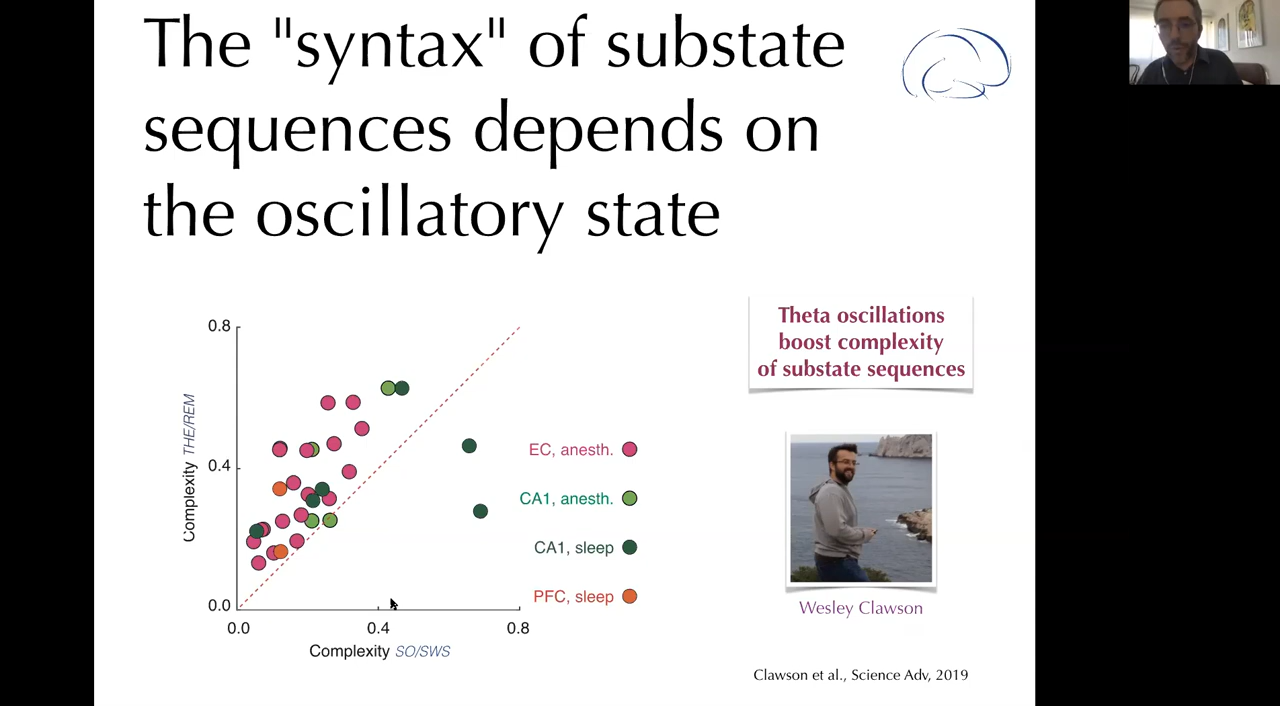 The "syntax" of substate
sequences depends on
the oscillatory state
Theta oscillations
boost complexity
of substate sequences
0.8
0.4
0.0
Complexity THE/REM
0.0 0.4 0.8
Complexity SO/SWS
EC, anesth.
CA1, anesth.
CA1, sleep
PFC, sleep
Wesley Clawson
Clawson et al., Science Adv, 2019